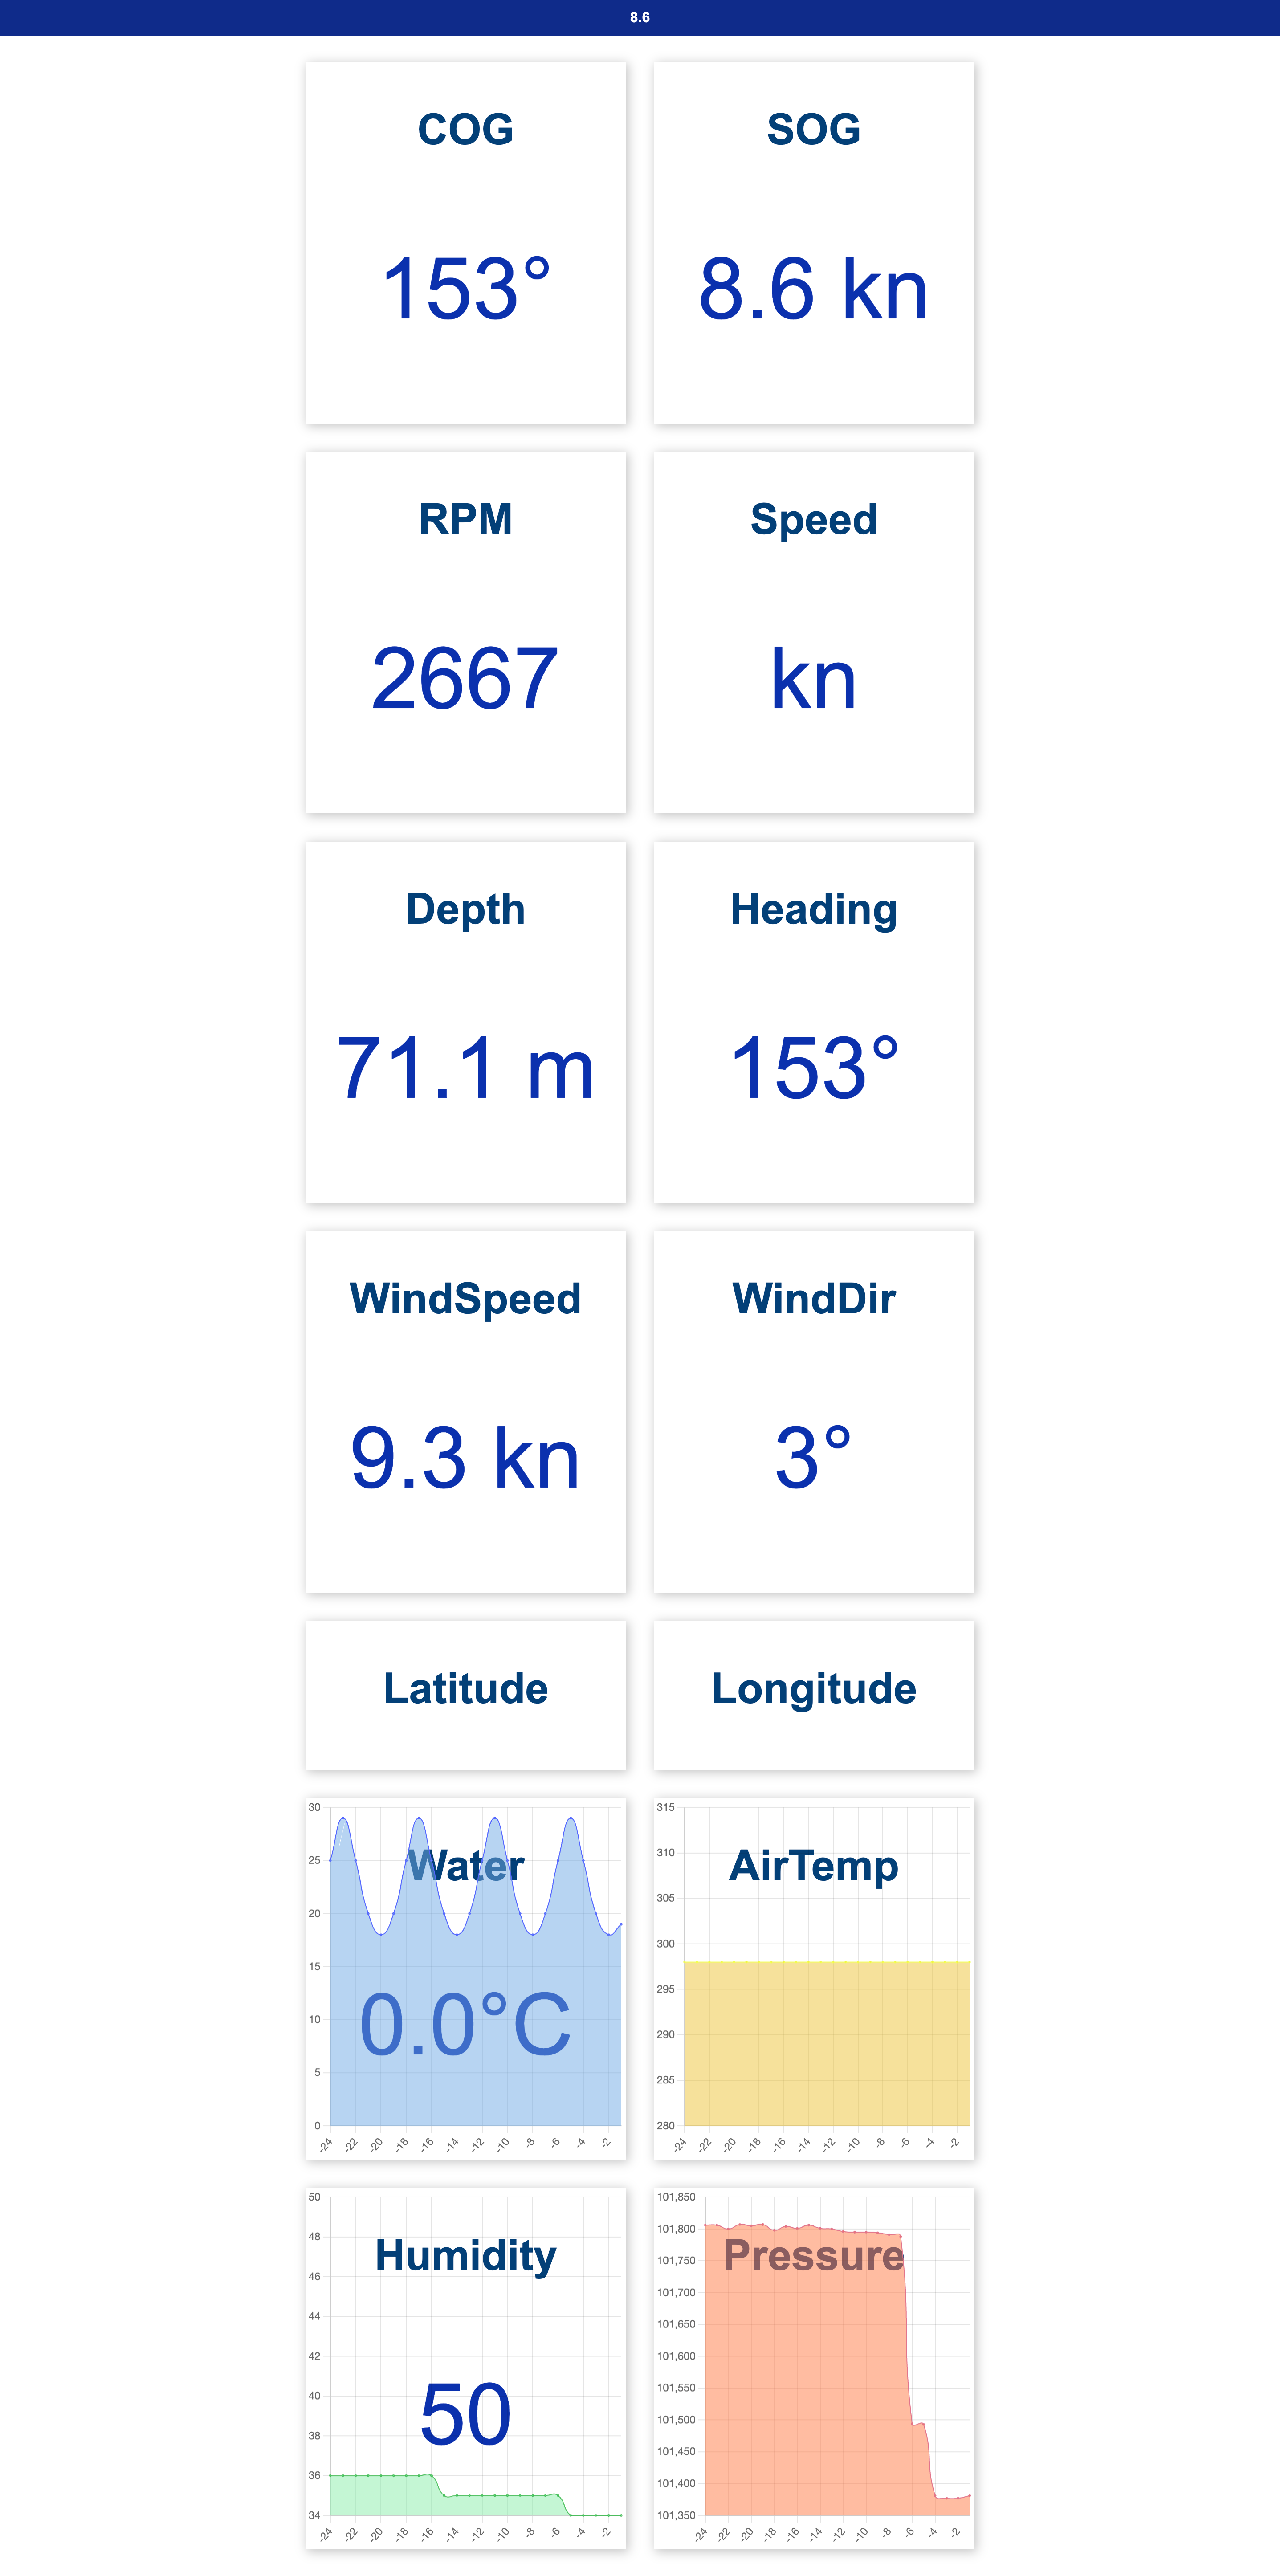 8.6
COG
153°
SOG
8.6 kn
RPM
2667
Speed
kn
Depth
71.1 m
Heading
153°
WindSpeed
9.3 kn
WindDir
3°
Latitude
Longitude
30
25
20
15
10
5
0
Water
0.0°C
-24 -22 -20 -18 -16 -14 -12 -10 -8 -6 -4 -2
315
310
305
300
295
290
285
280
AirTemp
-24 -22 -20 -18 -16 -14 -12 -10 -8 -6 -4 -2
50
48
46
44
42
40
38
36
34
Humidity
50
-24 -22 -20 -18 -16 -14 -12 -10 -8 -6 -4 -2
101,850
101,800
101,750
101,700
101,650
101,600
101,550
101,500
101,450
101,400
101,350
Pressure
-24 -22 -20 -18 -16 -14 -12 -10 -8 -6 -4 -2